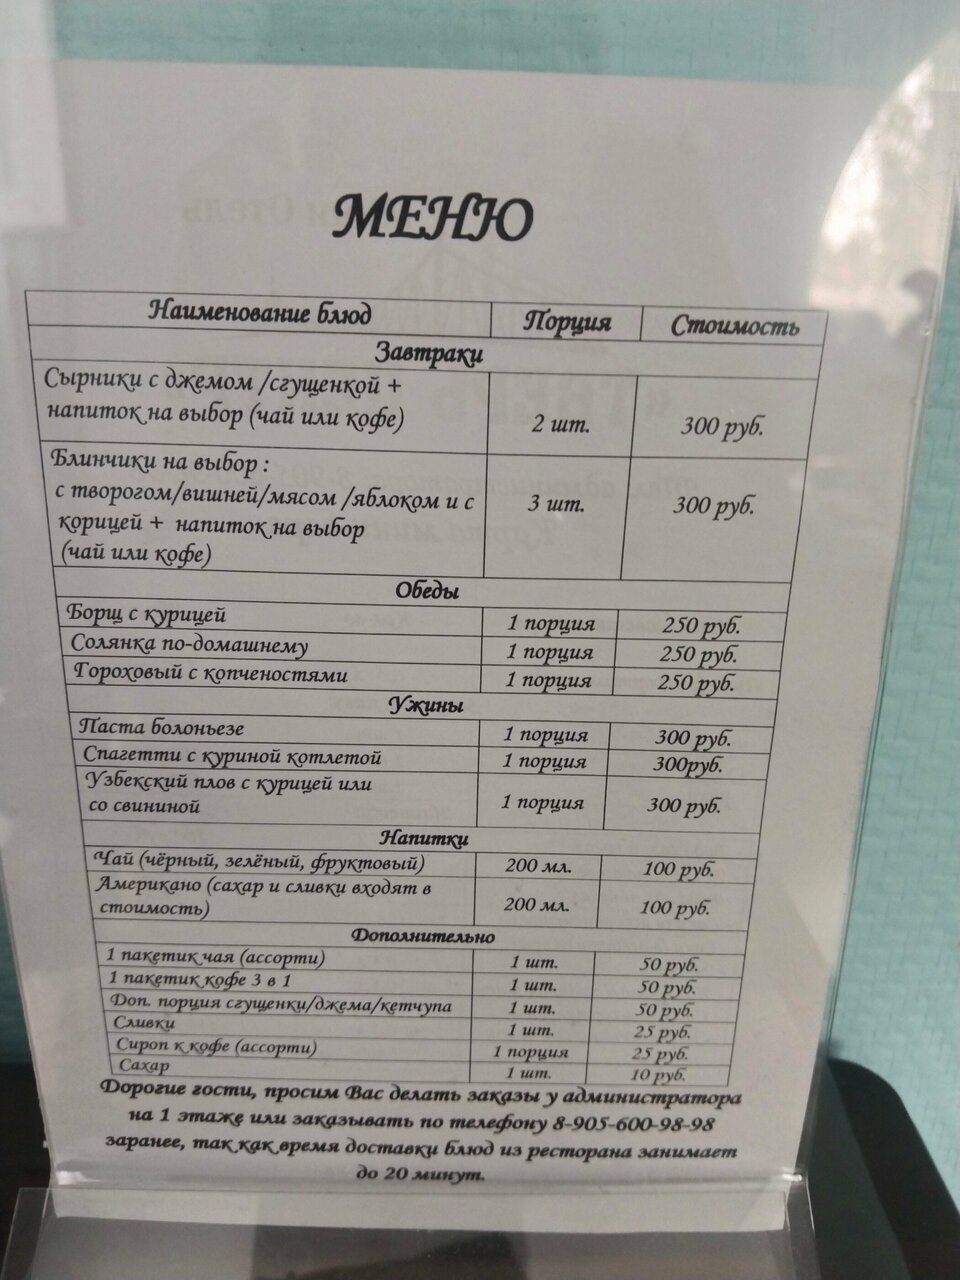 МЕНЮ
Наименование блюд Порция Стоимость
Завтраки
Сырники с джемом /сгущенкой +
напиток на выбор (чай или кофе) 2 шт. 300 руб.
Блинчики на выбор :
с творогом/вишней/мясом /яблоком и с
корицей + напиток на выбор
(чай или кофе) 3 шт. 300 руб.
Обеды
Борщ с курицей 1 порция 250 руб.
Солянка по-домашнему 1 порция 250 руб.
Гороховый с копченостями 1 порция 250 руб.
Ужины
Паста болоньезе 1 порция 300 руб.
Спагетти с куриной котлетой 1 порция 300руб.
Узбекский плов с курицей или
со свининой 1 порция 300 руб.
Напитки
Чай (чёрный, зелёный, фруктовый) 200 мл. 100 руб.
Американо (сахар и сливки входят в
стоимость) 200 мл. 100 руб.
Дополнительно
1 пакетик чая (ассорти) 1 шт. 50 руб.
1 пакетик кофе 3 в 1 1 шт. 50 руб.
Доп. порция сгущенки/джема/кетчупа 1 шт. 50 руб.
Сливки 1 шт. 25 руб.
Сироп к кофе (ассорти) 1 порция 25 руб.
Сахар 1 шт. 10 руб.
Дорогие гости, просим Вас делать заказы у администратора
на 1 этаже или заказывать по телефону 8-905-600-98-98
заранее, так как время доставки блюд из ресторана занимает
до 20 минут.